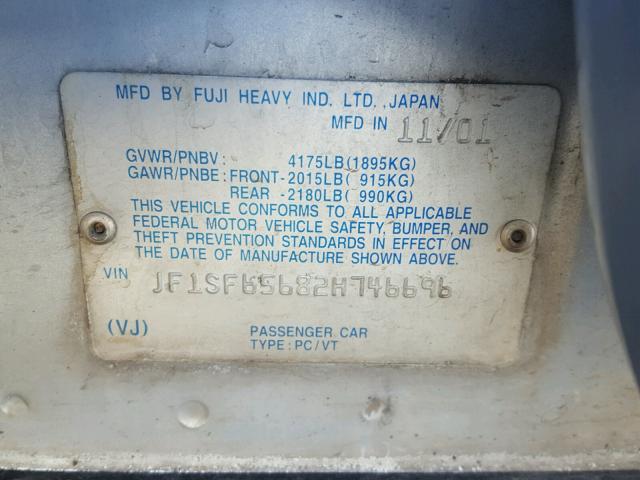 MFD BY FUJI HEAVY IND. LTD. ,JAPAN
MFD IN 11/01
GVWR/PNBV: 4175LB(1895KG)
GAWR/PNBE: FRONT-2015LB( 915KG)
REAR -2180LB( 990KG)
THIS VEHICLE CONFORMS TO ALL APPLICABLE
FEDERAL MOTOR VEHICLE SAFETY, BUMPER, AND
THEFT PREVENTION STANDARDS IN EFFECT ON
THE DATE OF MANUFACTURE SHOWN ABOVE.
VIN JF1SF65682H746696
(VJ) PASSENGER CAR
TYPE: PC/VT